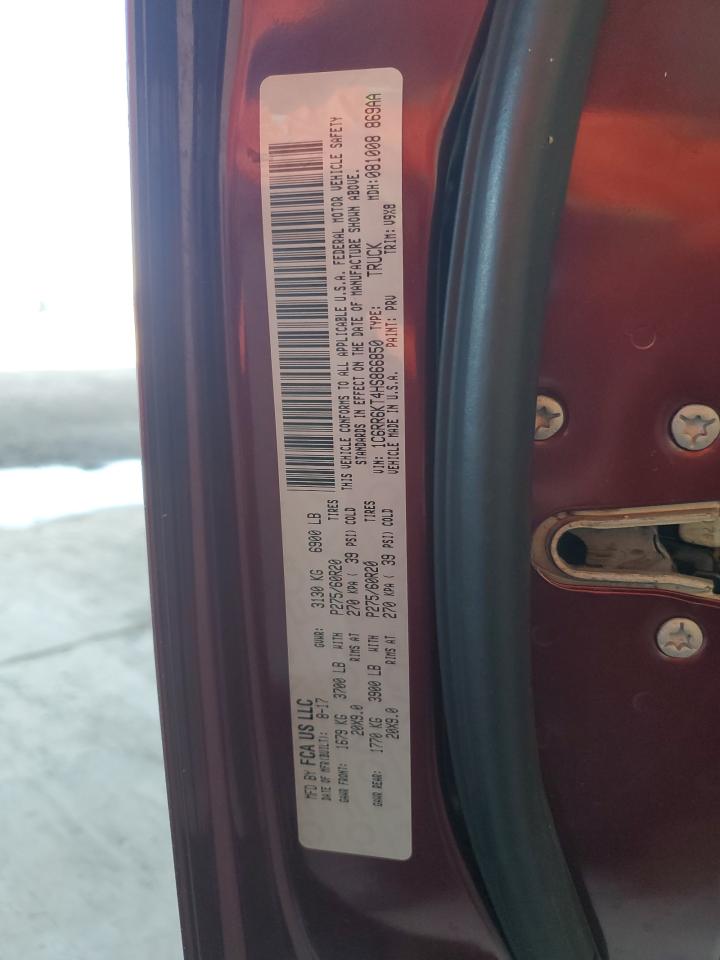 MFD BY FCA US LLC
DATE OF MFR(BUILT): 8-17 GVWR: 3130 KG 6900 LB
GAWR FRONT: 1679 KG 3700 LB WITH P275/60R20 TIRES
20X9.0 RIMS AT 270 KPA ( 39 PSI) COLD
GAWR REAR: 1770 KG 3900 LB WITH P275/60R20 TIRES
20X9.0 RIMS AT 270 KPA ( 39 PSI) COLD
THIS VEHICLE CONFORMS TO ALL APPLICABLE U.S.A. FEDERAL MOTOR VEHICLE SAFETY
STANDARDS IN EFFECT ON THE DATE OF MANUFACTURE SHOWN ABOVE.
VIN: 1C6RR6KT4HS866850 TYPE: TRUCK MDH:081008 869AA
VEHICLE MADE IN U.S.A. PAINT: PRV TRIM: V9X8